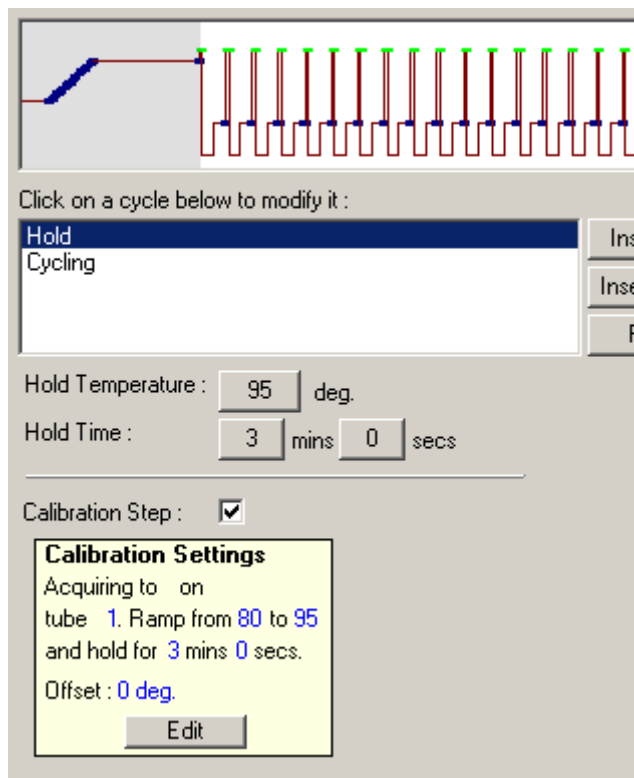 Click on a cycle below to modify it :
Hold
Cycling
Ins
Inse
Hold Temperature : 95 deg.
Hold Time : 3 mins 0 secs
Calibration Step :
Calibration Settings
Acquiring to on
tube 1. Ramp from 80 to 95
and hold for 3 mins 0 secs.
Offset : 0 deg.
Edit